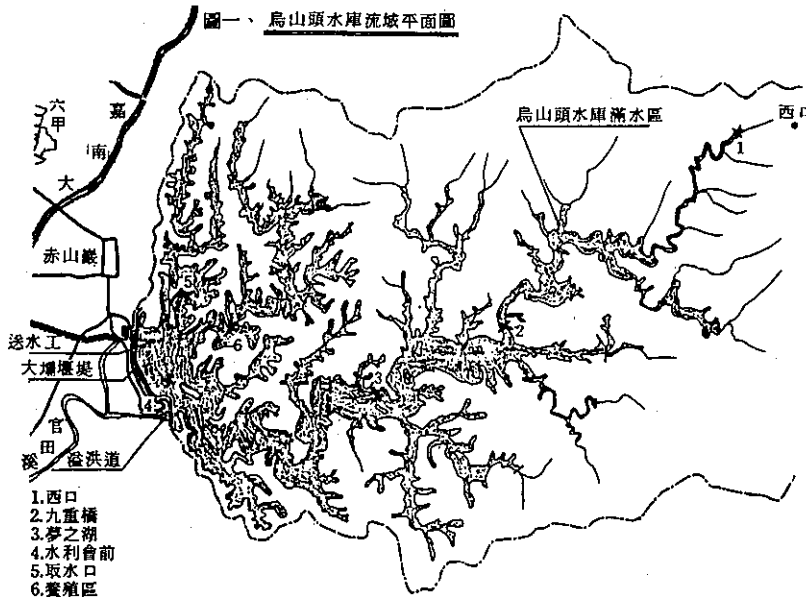 圖一、烏山頭水庫流域平面圖
六甲
嘉
南
大
烏山頭水庫滿水區
西口
1
赤山巖
5
6
2
3
送水工
大壩堰堤
4
官田溪
溢洪道
1.西口
2.九重橋
3.夢之湖
4.水利會前
5.取水口
6.養殖區